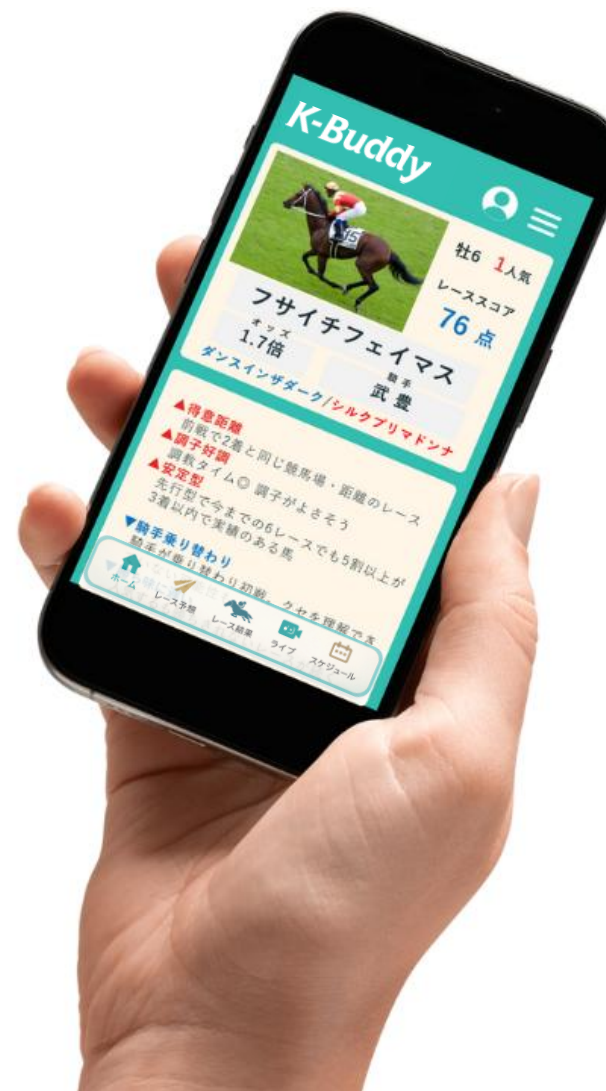 K-Buddy
15
牡6 1人気
レーススコア
76 点
フサイチフェイマス
オッズ
1.7倍
騎手
武豊
ダンスインザダーク/シルクプリマドンナ
▲得意距離
前戦で2着と同じ競馬場・距離のレース
▲調子好調
調教タイム◎ 調子がよさそう
▲安定型
先行型で今までの6レースでも5割以上が
3着以内で実績のある馬
▼騎手乗り替わり
騎手が乗り替わり初戦。クセを理解でき
ホーム
レース予想
レース結果
ライブ
スケジュール